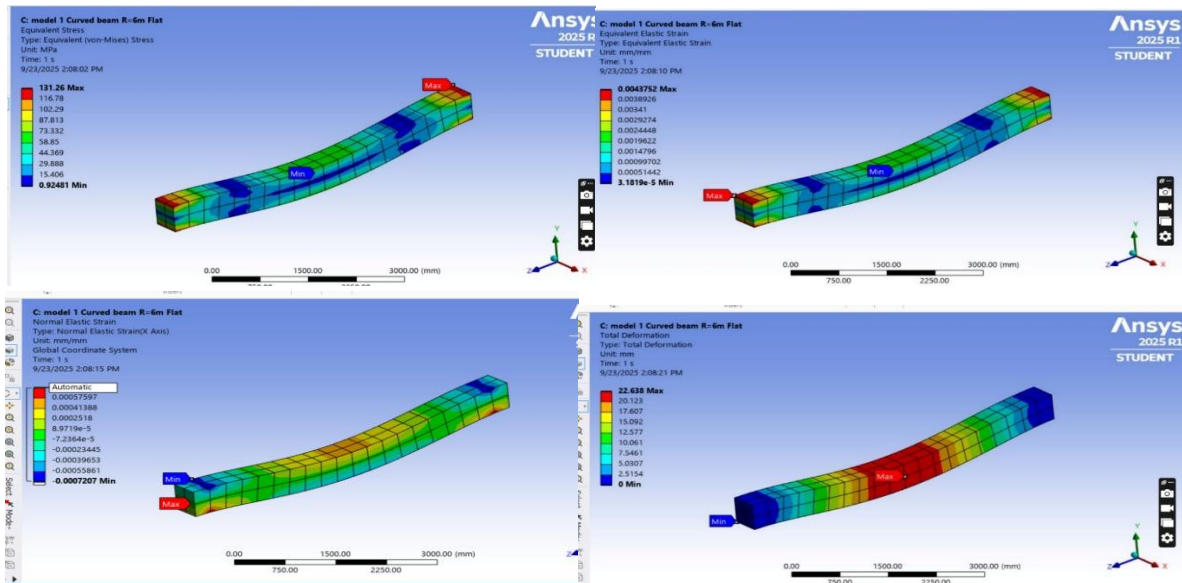 C: model 1 Curved beam R=6m Flat
Equivalent Stress
Type: Equivalent (von-Mises) Stress
Unit: MPa
Time: 1 s
9/23/2025 2:08:02 PM
131.26 Max
116.78
102.29
87.813
73.332
58.85
44.369
29.888
15.406
0.92481 Min
Ansys
2025 R
STUDENT
Max
Min
0.00
1500.00
3000.00 (mm)
750.00
Y
Z
X
C: model 1 Curved beam R=6m Flat
Equivalent Elastic Strain
Type: Equivalent Elastic Strain
Unit: mm/mm
Time: 1 s
9/23/2025 2:08:10 PM
0.0043752 Max
0.0038926
0.00341
0.0029274
0.0024448
0.0019622
0.0014796
0.00099702
0.00051442
3.1819e-5 Min
Ansys
2025 R1
STUDENT
Min
Max
0.00
1500.00
3000.00 (mm)
750.00
2250.00
Y
Z
X
C: model 1 Curved beam R=6m Flat
Normal Elastic Strain
Type: Normal Elastic Strain(X Axis)
Unit: mm/mm
Global Coordinate System
Time: 1 s
9/23/2025 2:08:15 PM
Automatic
0.00057597
0.00041388
0.0002518
8.9719e-5
-7.2364e-5
-0.00023445
-0.00039653
-0.00055861
-0.0007207 Min
Select
Mode
Min
Max
0.00
1500.00
3000.00 (mm)
750.00
2250.00
Z
C: model 1 Curved beam R=6m Flat
Total Deformation
Type: Total Deformation
Unit: mm
Time: 1 s
9/23/2025 2:08:21 PM
22.638 Max
20.123
17.607
15.092
12.577
10.061
7.5461
5.0307
2.5154
0 Min
Ansys
2025 R1
STUDENT
Max
Min
0.00
1500.00
3000.00 (mm)
750.00
2250.00
Y
Z
X